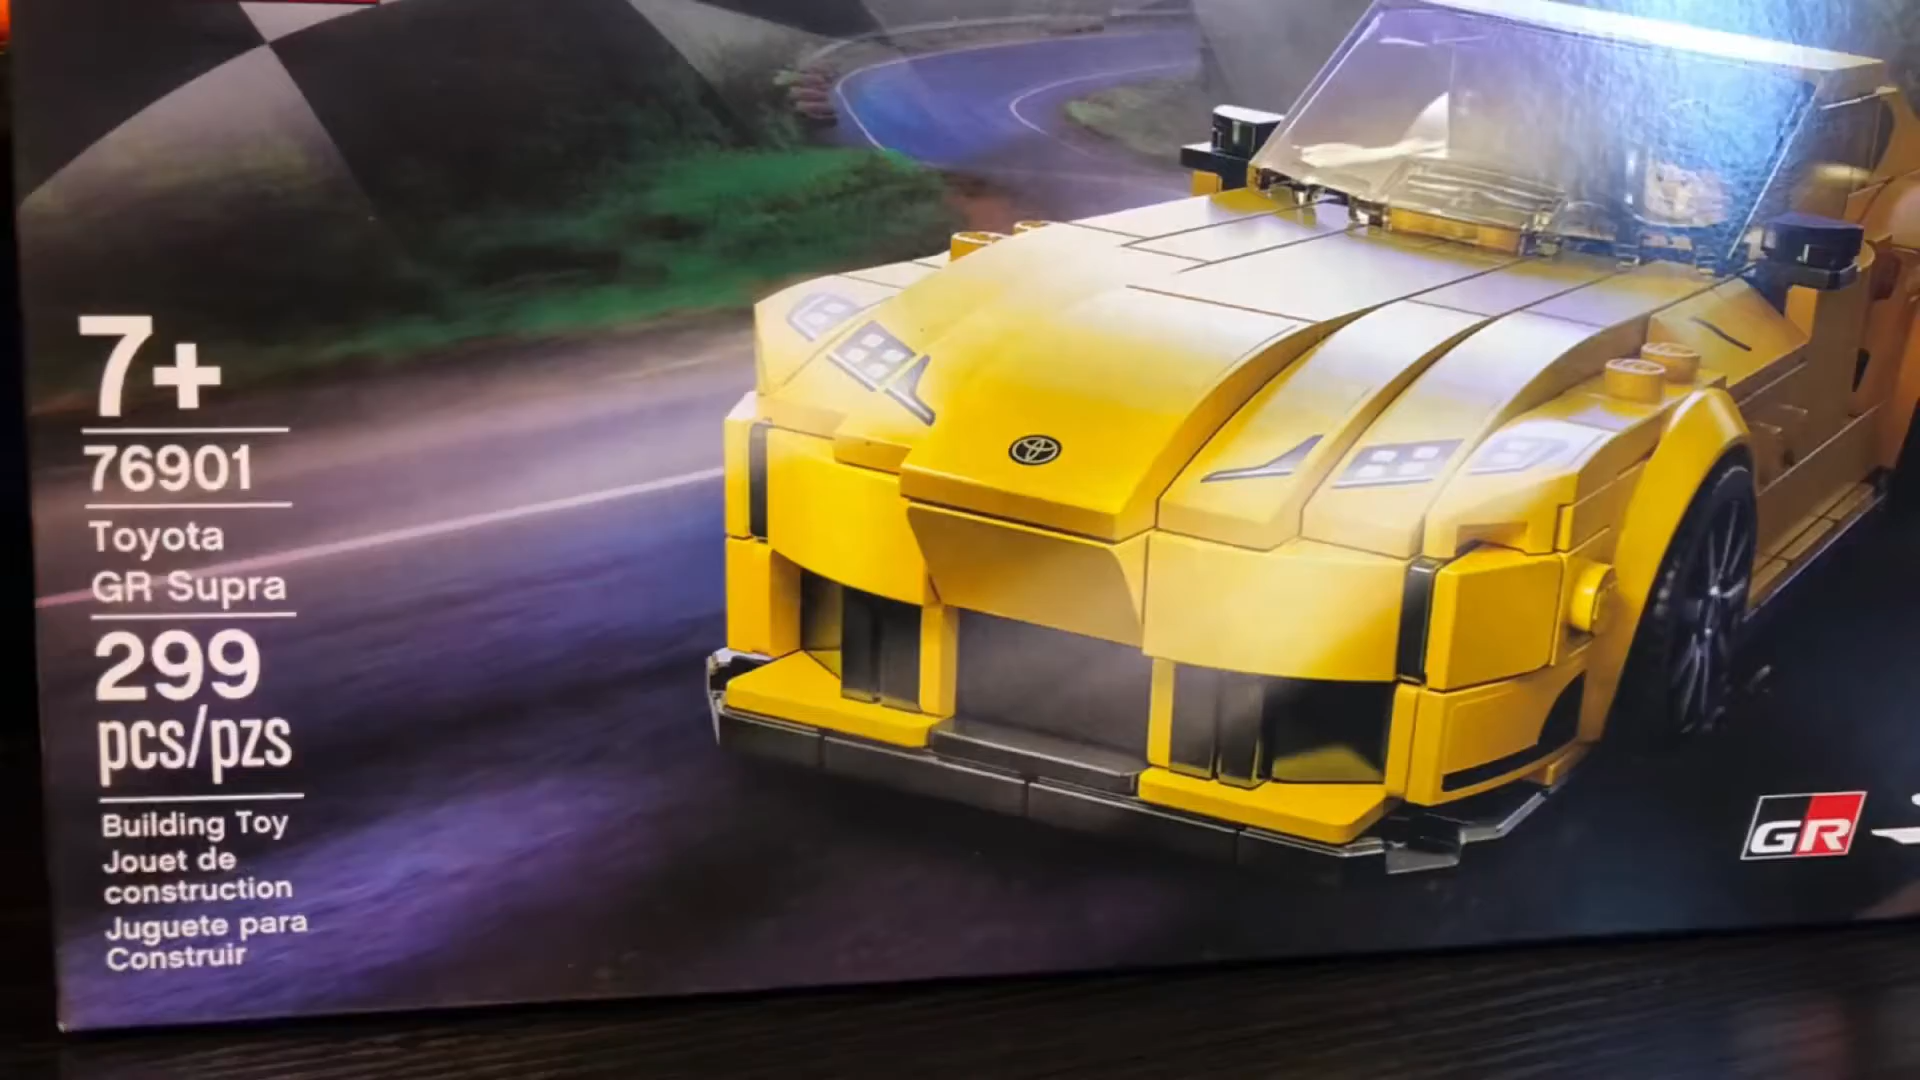 7+
76901
Toyota
GR Supra
299
pcs/pzs
Building Toy
Jouet de
construction
Juguete para
Construir
GR